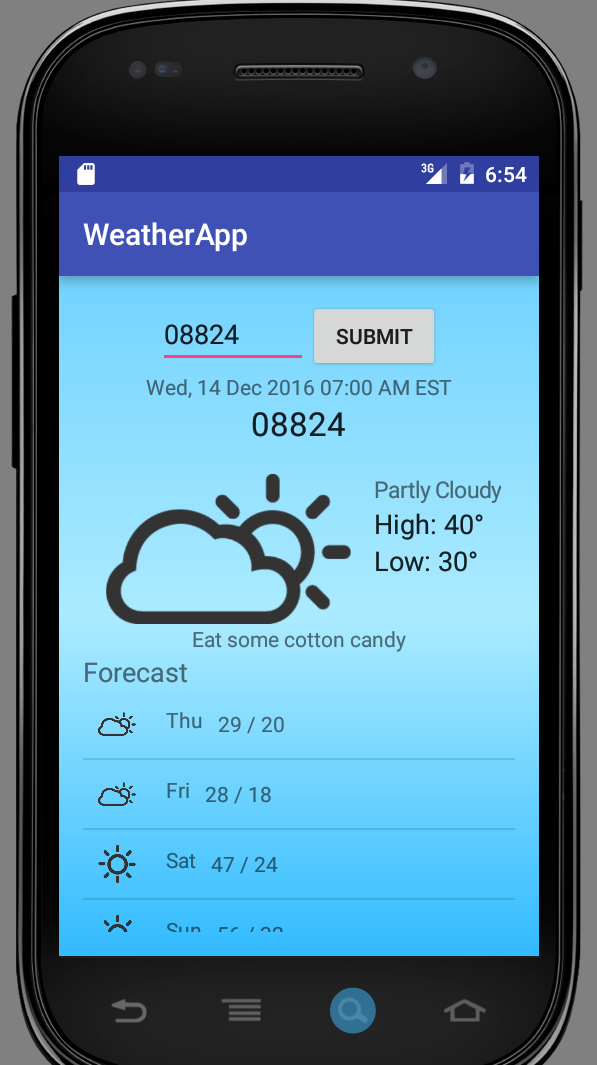 3G 6:54
WeatherApp
08824 SUBMIT
Wed, 14 Dec 2016 07:00 AM EST
08824
Partly Cloudy
High: 40°
Low: 30°
Eat some cotton candy
Forecast
Thu 29 / 20
Fri 28 / 18
Sat 47 / 24
Sun